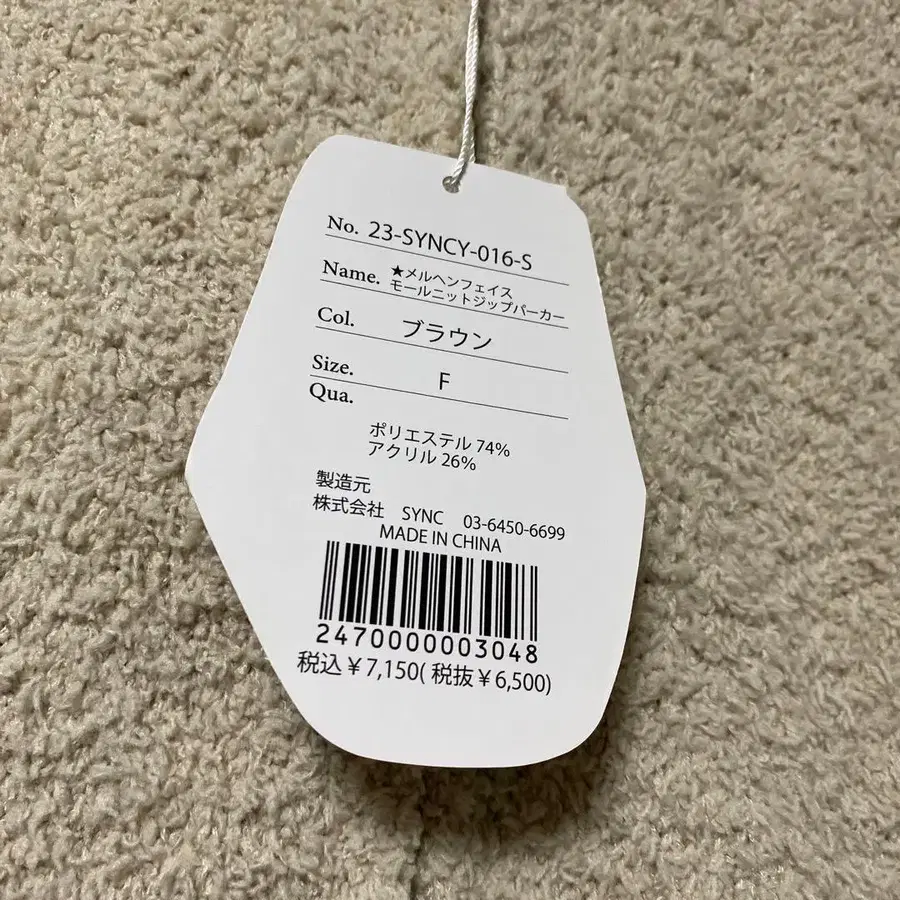 No. 23-SYNCY-016-S
Name. ★メルヘンフェイス
モールニットジップパーカー
Col. ブラウン
Size. F
Qua.
ポリエステル 74%
アクリル 26%
製造元
株式会社 SYNC 03-6450-6699
MADE IN CHINA
2470000003048
税込¥7,150(税抜¥6,500)